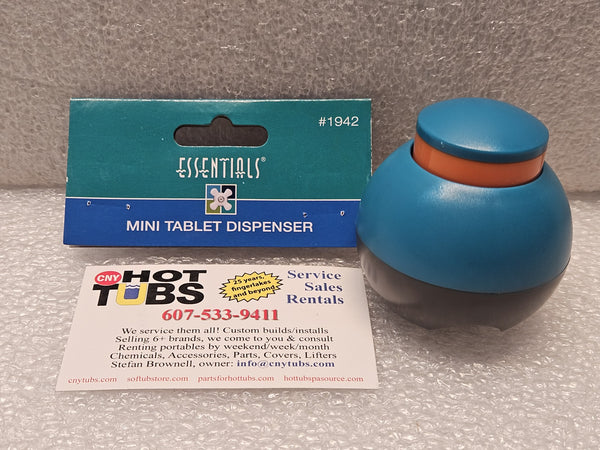 #1942
ESSENTIALS®
MINI TABLET DISPENSER
CNY HOT TUBS
25 years, fingerlakes and beyond
Service
Sales
Rentals
607-533-9411
We service them all! Custom builds/installs
Selling 6+ brands, we come to you & consult
Renting portables by weekend/week/month
Chemicals, Accessories, Parts, Covers, Lifters
Stefan Brownell, owner: info@cnytubs.com
cnytubs.com softubstore.com partsforhottubs.com hottubspasource.com